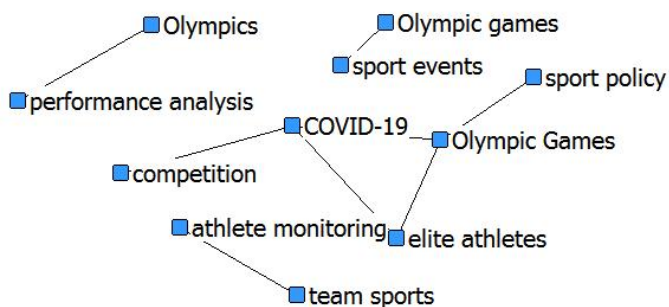 Olympics
Olympic games
sport events
sport policy
performance analysis
COVID-19
Olympic Games
competition
athlete monitoring
elite athletes
team sports